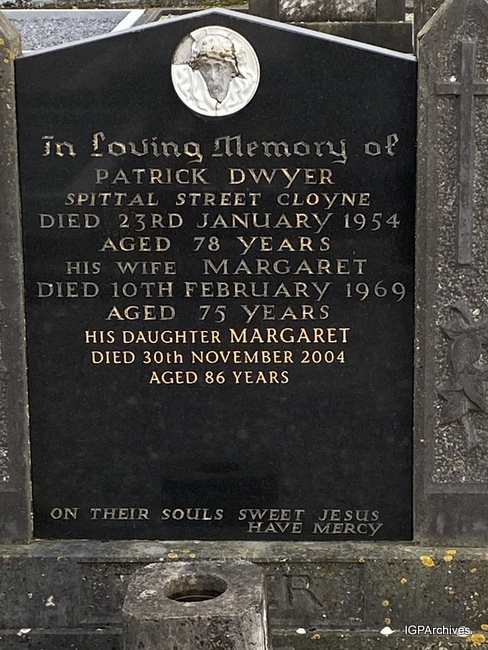 In Loving Memory of
PATRICK DWYER
SPITTAL STREET CLOYNE
DIED 23RD JANUARY 1954
AGED 78 YEARS
HIS WIFE MARGARET
DIED 10TH FEBRUARY 1969
AGED 75 YEARS
HIS DAUGHTER MARGARET
DIED 30th NOVEMBER 2004
AGED 86 YEARS
ON THEIR SOULS SWEET JESUS
HAVE MERCY
IGPArchives